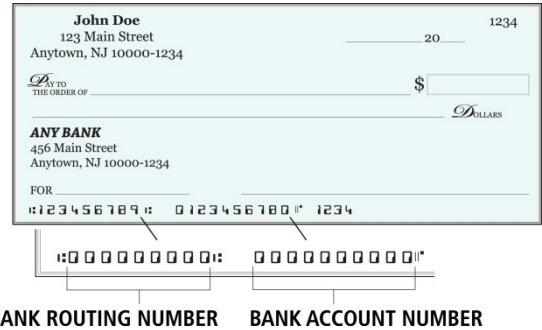 John Doe 1234
123 Main Street 20
Anytown, NJ 10000-1234
PAY TO
THE ORDER OF $
DOLLARS
ANY BANK
456 Main Street
Anytown, NJ 10000-1234
FOR
⑆123456789⑆ 0123456780⑈ 1234
⑆000000000⑆ 0000000000⑈
ANK ROUTING NUMBER BANK ACCOUNT NUMBER